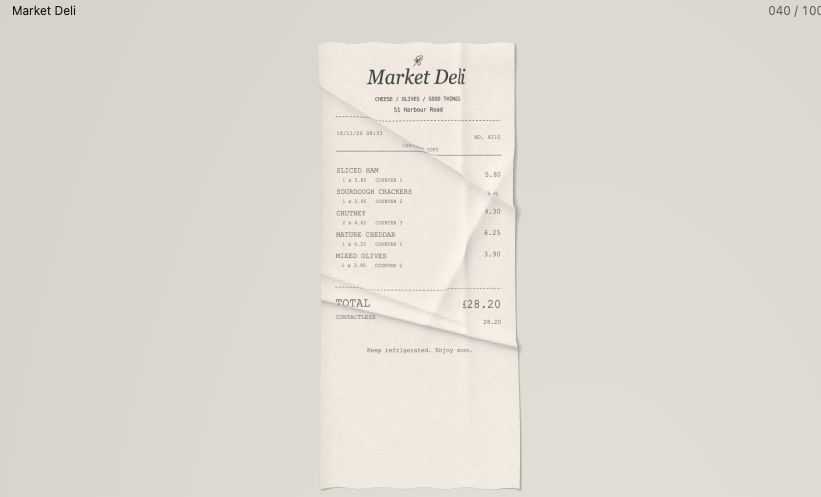 Market Deli
040 / 100
Market Deli
CHEESE / OLIVES / GOOD THINGS
51 Harbour Road
18/11/26 08:33
NO. 4210
COPY
SLICED HAM 5.80
1 x 5.80 COUNTER 1
SOURDOUGH CRACKERS
1 x 2.95 COUNTER 2
CHUTNEY 9.30
2 x 4.65 COUNTER 3
MATURE CHEDDAR 6.25
1 x 6.25 COUNTER 1
MIXED OLIVES 3.90
1 x 3.90 COUNTER 2
TOTAL £28.20
CONTACTLESS 28.20
Keep refrigerated. Enjoy soon.